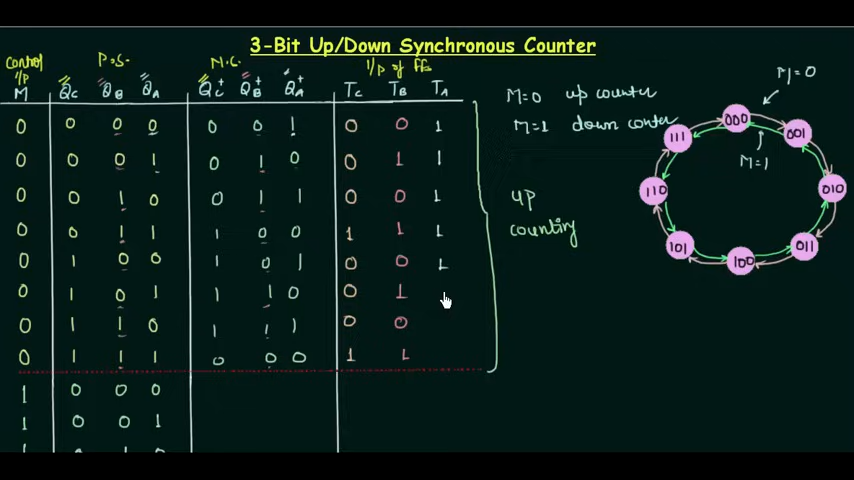 3-Bit Up/Down Synchronous Counter
control I/P P.S. N.S. I/P of FFs
M QC QB QA QC+ QB+ QA+ TC TB TA
0 0 0 0 0 0 1 0 0 1
0 0 0 1 0 1 0 0 1 1
0 0 1 0 0 1 1 0 0 1
0 0 1 1 1 0 0 1 1 1
0 1 0 0 1 0 1 0 0 1
0 1 0 1 1 1 0 0 1
0 1 1 0 1 1 1 0 0
0 1 1 1 0 0 0 1 1
1 0 0 0
1 0 0 1
M=0 up counter
M=1 down conter
up
counting
M=0
M=1
000
001
010
011
100
101
110
111